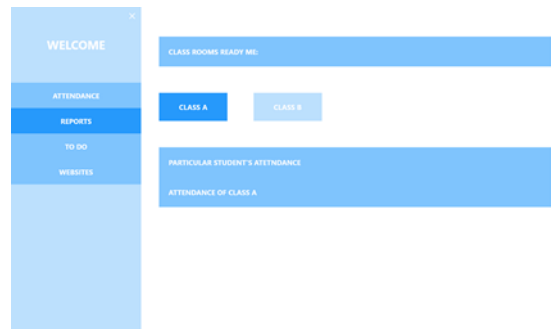 ×
WELCOME
ATTENDANCE
REPORTS
TO DO
WEBSITES
CLASS ROOMS READY ME:
CLASS A
CLASS B
PARTICULAR STUDENT'S ATETNDANCE
ATTENDANCE OF CLASS A